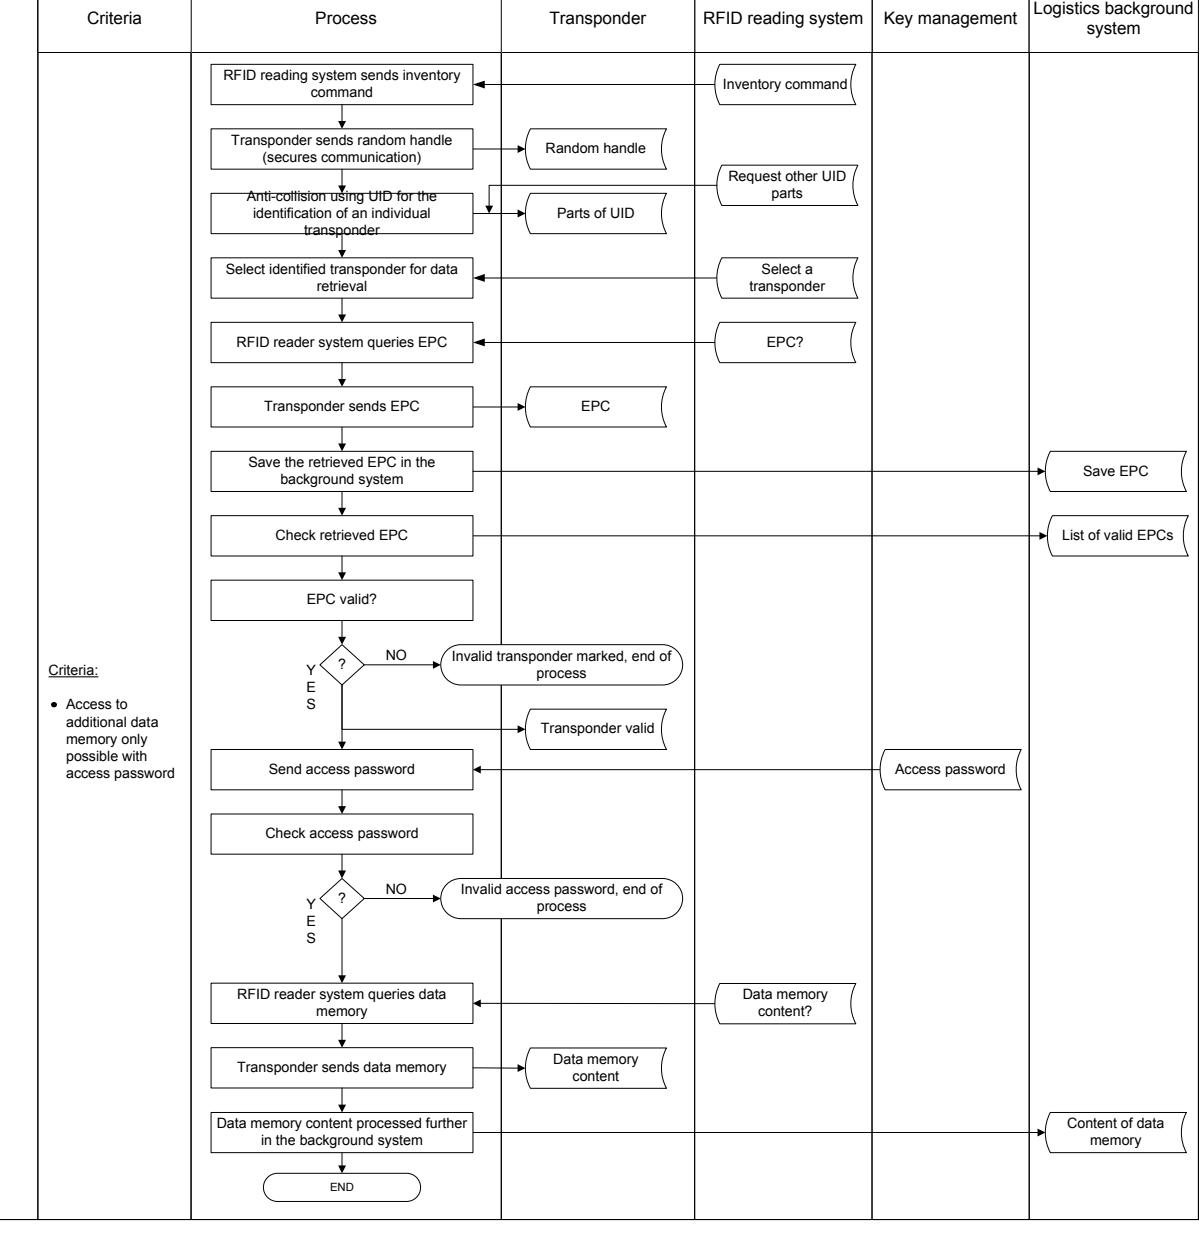 Criteria
Process
Transponder
RFID reading system
Key management
Logistics background
system
RFID reading system sends inventory
command
Inventory command
Transponder sends random handle
(secures communication)
Random handle
Request other UID
parts
Anti-collision using UID for the
identification of an individual
transponder
Parts of UID
Select identified transponder for data
retrieval
Select a
transponder
RFID reader system queries EPC
EPC?
Transponder sends EPC
EPC
Save the retrieved EPC in the
background system
Save EPC
Check retrieved EPC
List of valid EPCs
EPC valid?
?
NO
Y
E
S
Invalid transponder marked, end of
process
Criteria:
• Access to
additional data
memory only
possible with
access password
Transponder valid
Send access password
Access password
Check access password
?
NO
Y
E
S
Invalid access password, end of
process
RFID reader system queries data
memory
Data memory
content?
Transponder sends data memory
Data memory
content
Data memory content processed further
in the background system
Content of data
memory
END